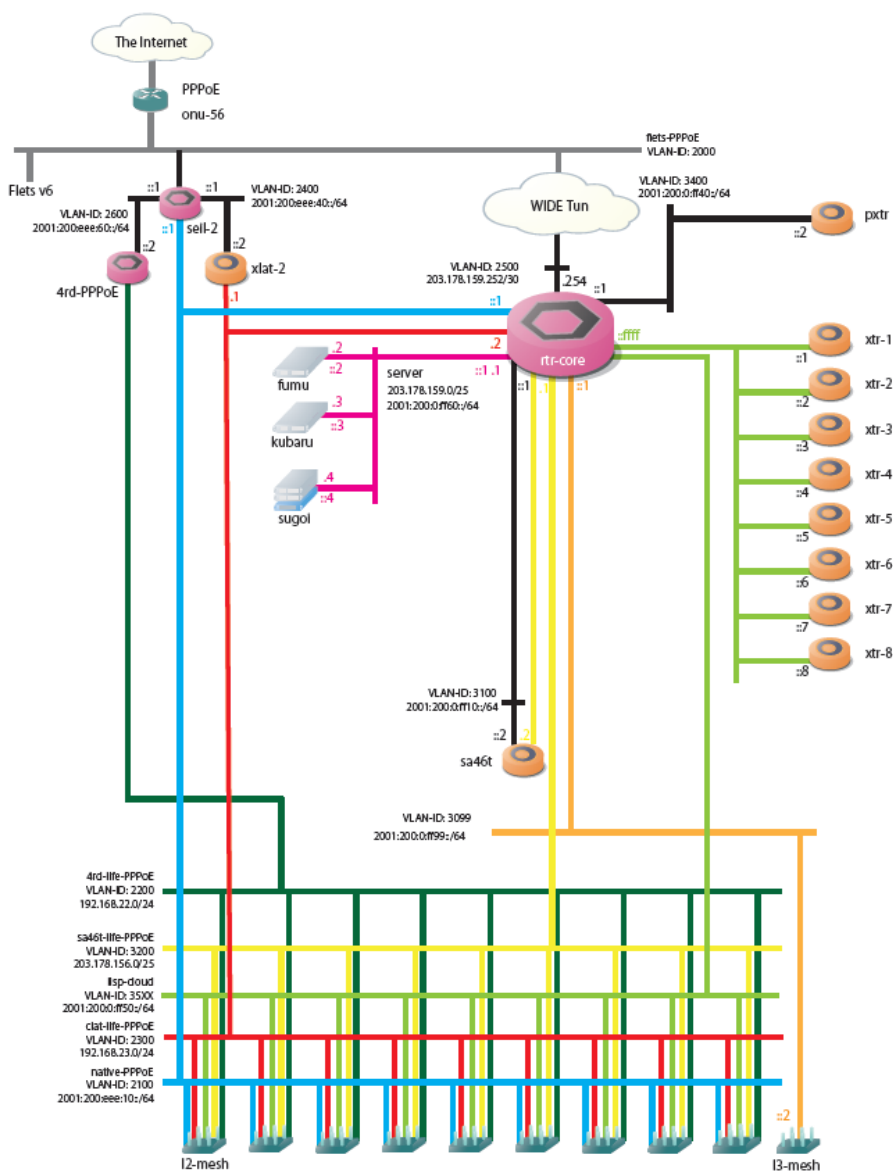 The Internet
PPPoE
onu-56
flets-PPPoE
VLAN-ID: 2000
Flets v6
::1
::1
VLAN-ID: 2400
2001:200:eee:40::/64
VLAN-ID: 2600
2001:200:eee:60::/64
::1
sell-2
::2
::2
4rd-PPPoE
xlat-2
WIDE Tun
VLAN-ID: 3400
2001:200:0:ff40::/64
::2
pxtr
VLAN-ID: 2500
203.178.159.252/30
.254
::1
.1
::1
.2
::ffff
rtr-core
::1 .1
::1
.1
::1
.2
::2
fumu
server
203.178.159.0/25
2001:200:0:ff60::/64
.3
::3
kubaru
.4
::4
sugoi
xtr-1
::1
xtr-2
::2
xtr-3
::3
xtr-4
::4
xtr-5
::5
xtr-6
::6
xtr-7
::7
xtr-8
::8
VLAN-ID: 3100
2001:200:0:ff10::/64
::2
.2
sa46t
VLAN-ID: 3099
2001:200:0:ff99::/64
4rd-life-PPPoE
VLAN-ID: 2200
192.168.22.0/24
sa46t-life-PPPoE
VLAN-ID: 3200
203.178.156.0/25
lisp-cloud
VLAN-ID: 35XX
2001:200:0:ff50::/64
clat-life-PPPoE
VLAN-ID: 2300
192.168.23.0/24
native-PPPoE
VLAN-ID: 2100
2001:200:eee:10::/64
::2
l2-mesh
l3-mesh